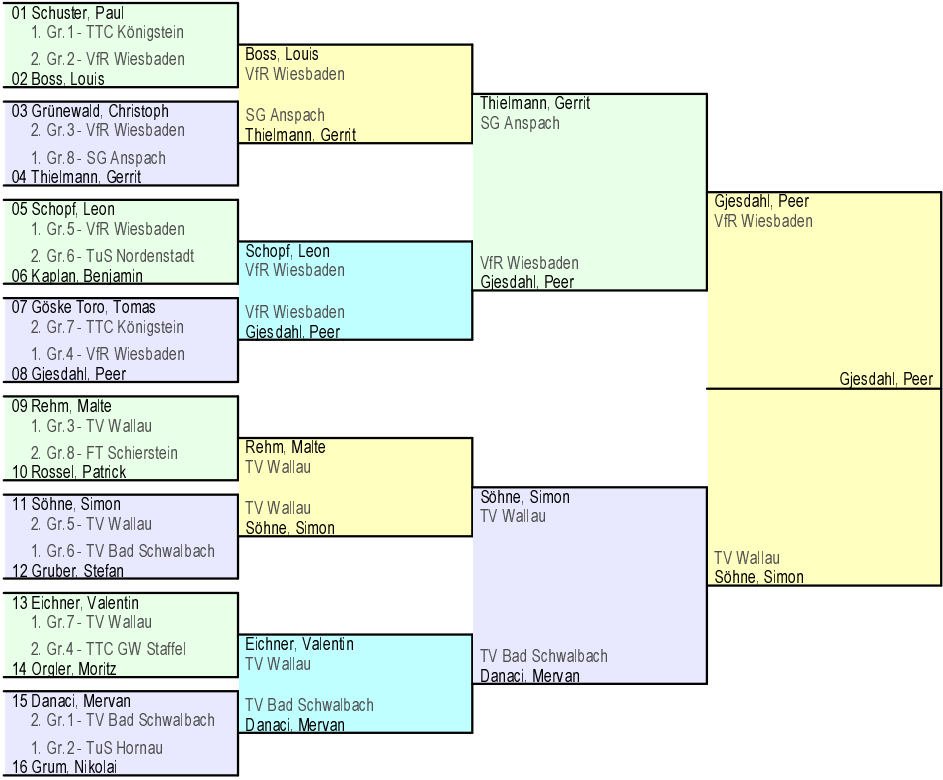 01 Schuster, Paul
1. Gr.1 - TTC Königstein
2. Gr.2 - VfR Wiesbaden
02 Boss, Louis
03 Grünewald, Christoph
2. Gr.3 - VfR Wiesbaden
1. Gr.8 - SG Anspach
04 Thielmann, Gerrit
05 Schopf, Leon
1. Gr.5 - VfR Wiesbaden
2. Gr.6 - TuS Nordenstadt
06 Kaplan, Benjamin
07 Göske Toro, Tomas
2. Gr.7 - TTC Königstein
1. Gr.4 - VfR Wiesbaden
08 Gjesdahl, Peer
09 Rehm, Malte
1. Gr.3 - TV Wallau
2. Gr.8 - FT Schierstein
10 Rossel, Patrick
11 Söhne, Simon
2. Gr.5 - TV Wallau
1. Gr.6 - TV Bad Schwalbach
12 Gruber, Stefan
13 Eichner, Valentin
1. Gr.7 - TV Wallau
2. Gr.4 - TTC GW Staffel
14 Orgler, Moritz
15 Danaci, Mervan
2. Gr.1 - TV Bad Schwalbach
1. Gr.2 - TuS Hornau
16 Grum, Nikolai
Boss, Louis
VfR Wiesbaden
SG Anspach
Thielmann, Gerrit
Schopf, Leon
VfR Wiesbaden
VfR Wiesbaden
Gjesdahl, Peer
Rehm, Malte
TV Wallau
TV Wallau
Söhne, Simon
Eichner, Valentin
TV Wallau
TV Bad Schwalbach
Danaci, Mervan
Thielmann, Gerrit
SG Anspach
VfR Wiesbaden
Gjesdahl, Peer
Söhne, Simon
TV Wallau
TV Bad Schwalbach
Danaci, Mervan
Gjesdahl, Peer
VfR Wiesbaden
TV Wallau
Söhne, Simon
Gjesdahl, Peer